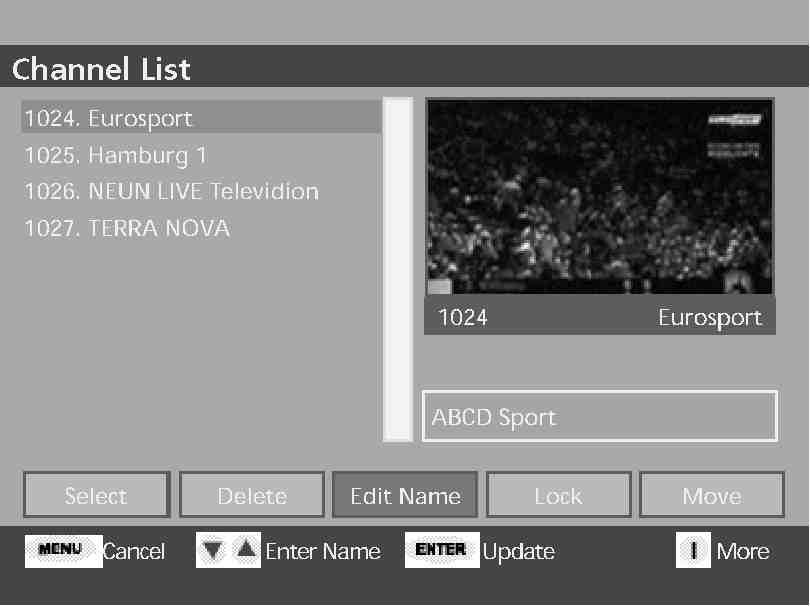 Channel List
1024. Eurosport
1025. Hamburg 1
1026. NEUN LIVE Televidion
1027. TERRA NOVA
1024 Eurosport
ABCD Sport
Select Delete Edit Name Lock Move
MENU Cancel Enter Name ENTER Update I More